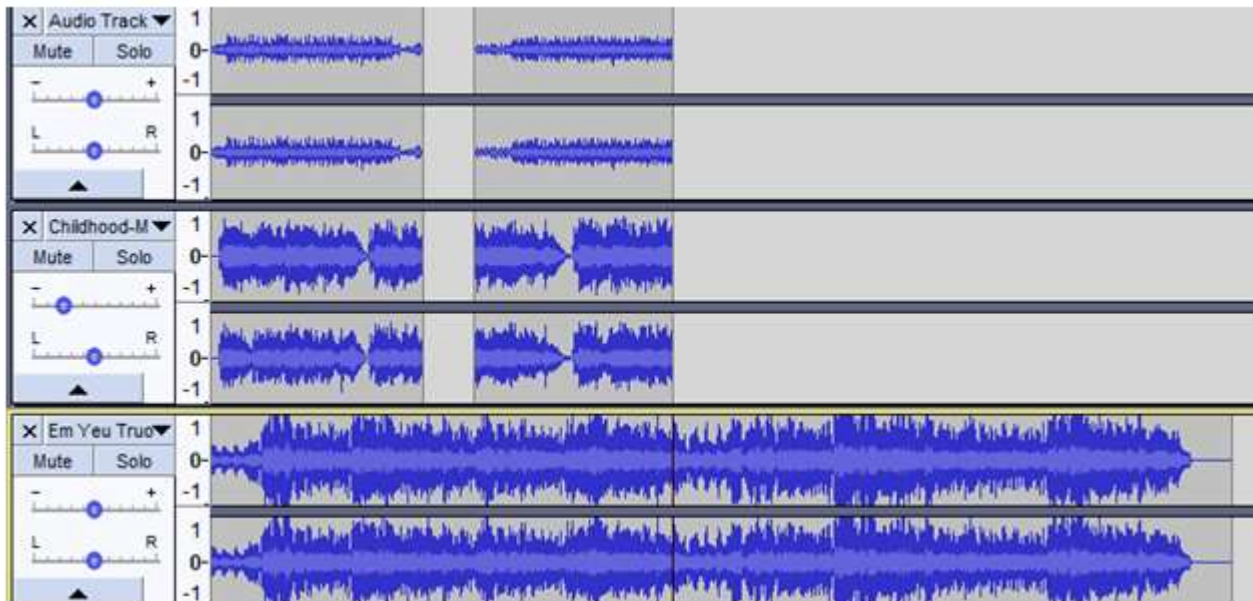 × Audio Track ▼
Mute Solo
- +
L R
1
0-
-1
1
0-
-1
× Childhood-M ▼
Mute Solo
- +
L R
1
0-
-1
1
0-
-1
× Em Yeu Truo▼
Mute Solo
- +
L R
1
0-
-1
1
0-
-1